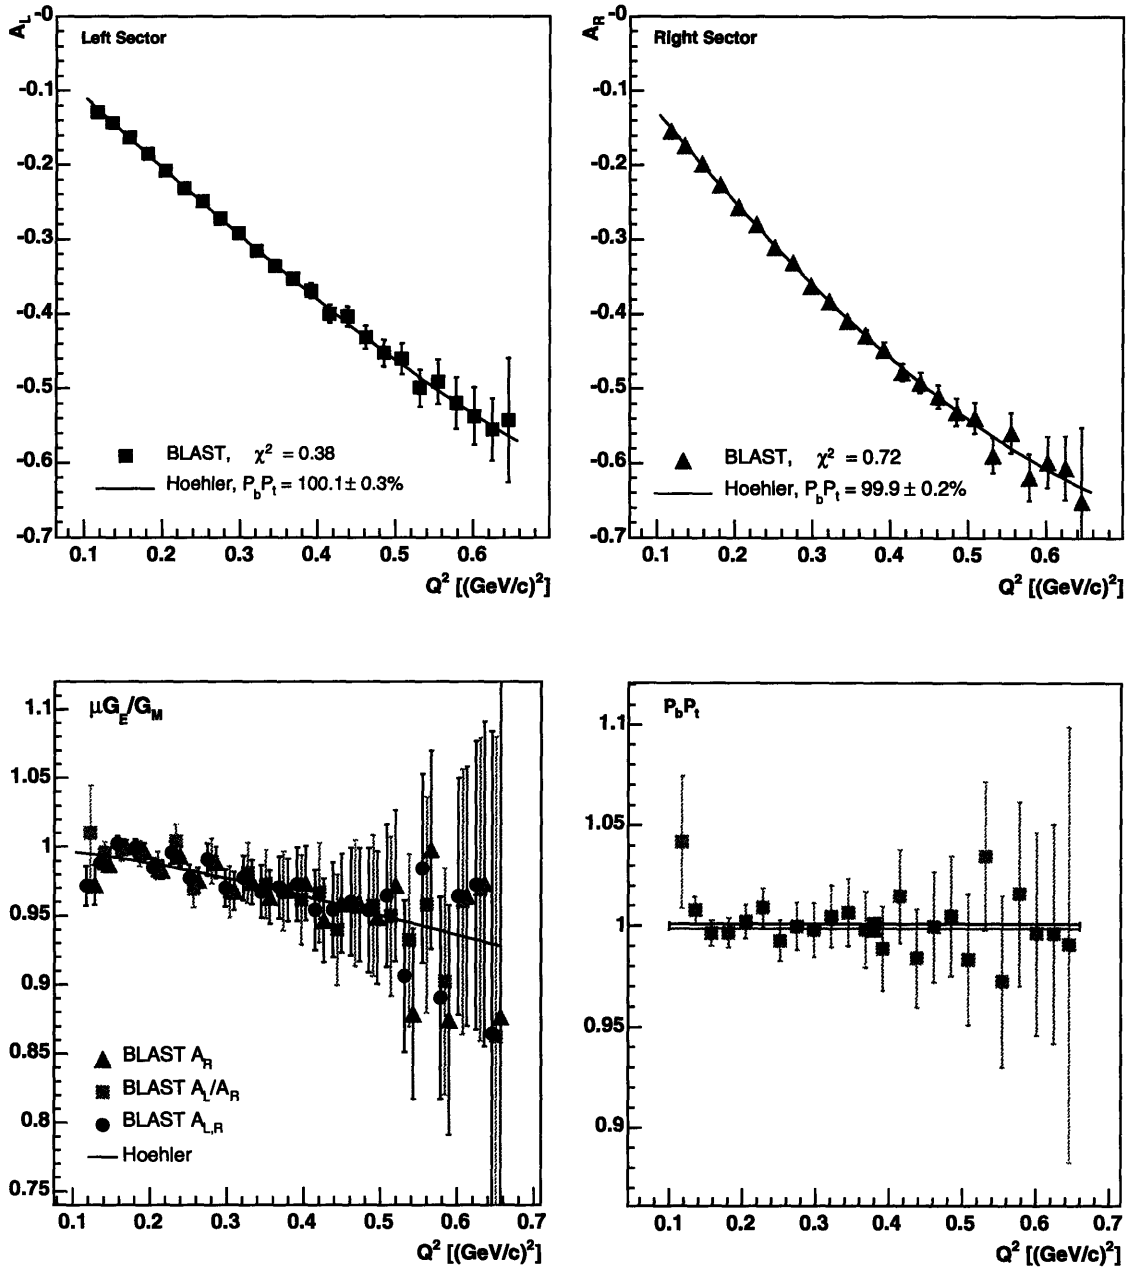 A_L -0
Left Sector
-0.1
-0.2
-0.3
-0.4
-0.5
-0.6
-0.7
BLAST, χ² = 0.38
Hoehler, P_bP_t = 100.1 ± 0.3%
0.1 0.2 0.3 0.4 0.5 0.6
Q² [(GeV/c)²]
A_R -0
Right Sector
-0.1
-0.2
-0.3
-0.4
-0.5
-0.6
-0.7
BLAST, χ² = 0.72
Hoehler, P_bP_t = 99.9 ± 0.2%
0.1 0.2 0.3 0.4 0.5 0.6
Q² [(GeV/c)²]
μG_E/G_M
1.1
1.05
1
0.95
0.9
0.85
0.8
0.75
BLAST A_R
BLAST A_L/A_R
BLAST A_L,R
Hoehler
0.1 0.2 0.3 0.4 0.5 0.6 0.7
Q² [(GeV/c)²]
P_bP_t
1.1
1.05
1
0.95
0.9
0.1 0.2 0.3 0.4 0.5 0.6 0.7
Q² [(GeV/c)²]